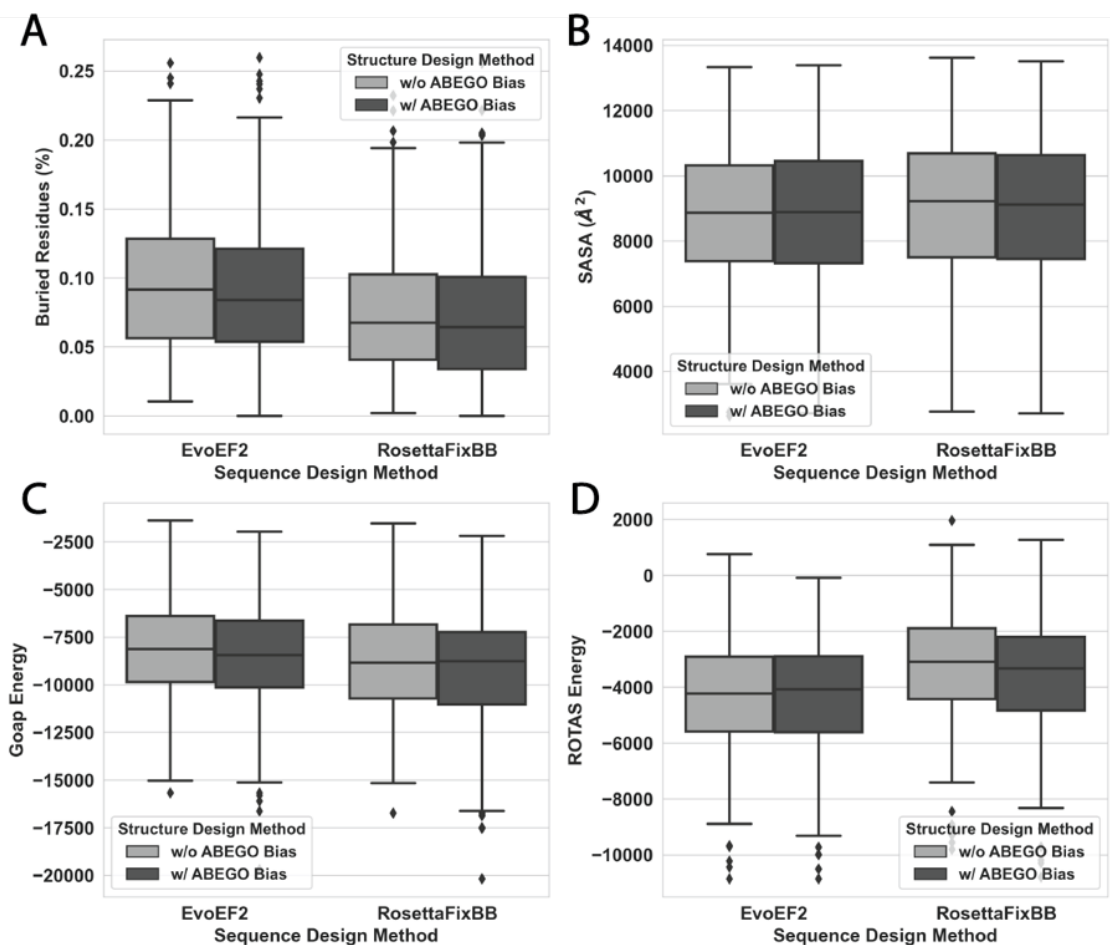 A
0.25
0.20
0.15
0.10
0.05
0.00
Buried Residues (%)
Structure Design Method
w/o ABEGO Bias
w/ ABEGO Bias
EvoEF2
RosettaFixBB
Sequence Design Method
B
14000
12000
10000
8000
6000
4000
SASA (Å²)
Structure Design Method
w/o ABEGO Bias
w/ ABEGO Bias
EvoEF2
RosettaFixBB
Sequence Design Method
C
−2500
−5000
−7500
−10000
−12500
−15000
−17500
−20000
Goap Energy
Structure Design Method
w/o ABEGO Bias
w/ ABEGO Bias
EvoEF2
RosettaFixBB
Sequence Design Method
D
2000
0
−2000
−4000
−6000
−8000
−10000
ROTAS Energy
Structure Design Method
w/o ABEGO Bias
w/ ABEGO Bias
EvoEF2
RosettaFixBB
Sequence Design Method